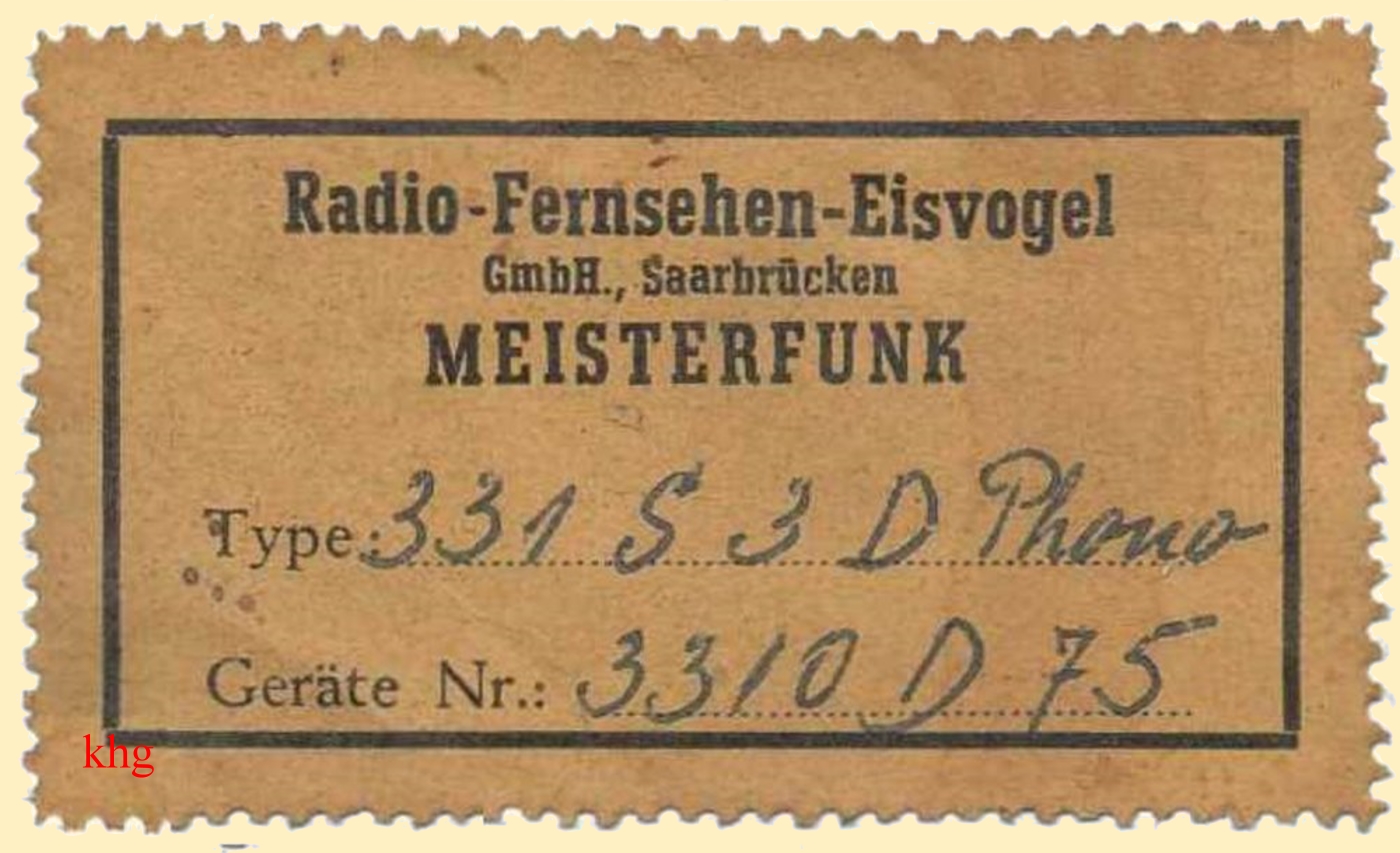 Radio-Fernsehen-Eisvogel
GmbH., Saarbrücken
MEISTERFUNK
Type: 331 S 3 D Phono
Geräte Nr.: 3310 D 75
khg